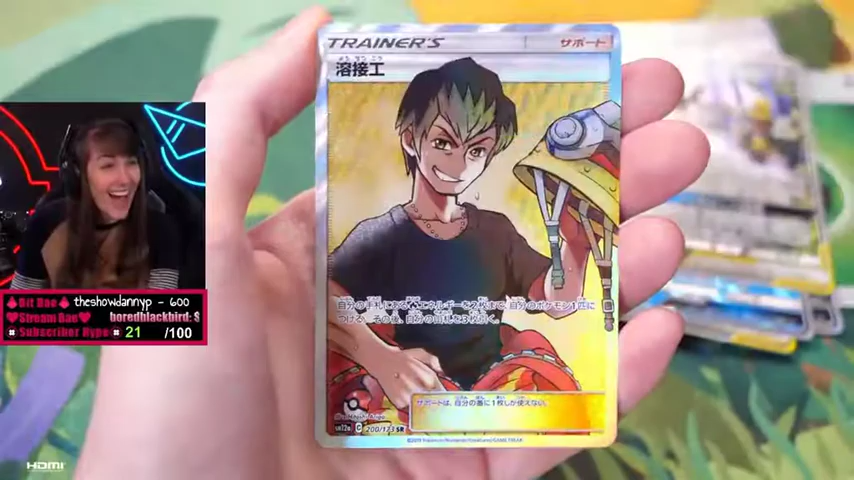 TRAINER'S サポート
溶接工
自分の手札にある エネルギーを2枚まで、自分のポケモン1匹に
つける。その後、自分の山札を3枚引く。
サポートは、自分の番に1枚しか使えない。
sm12a C 200/173 SR
Bit Bae theshowdannyp - 600
Stream Bae boredblackbird: $
Subscriber Hype 21 /100
HDMI